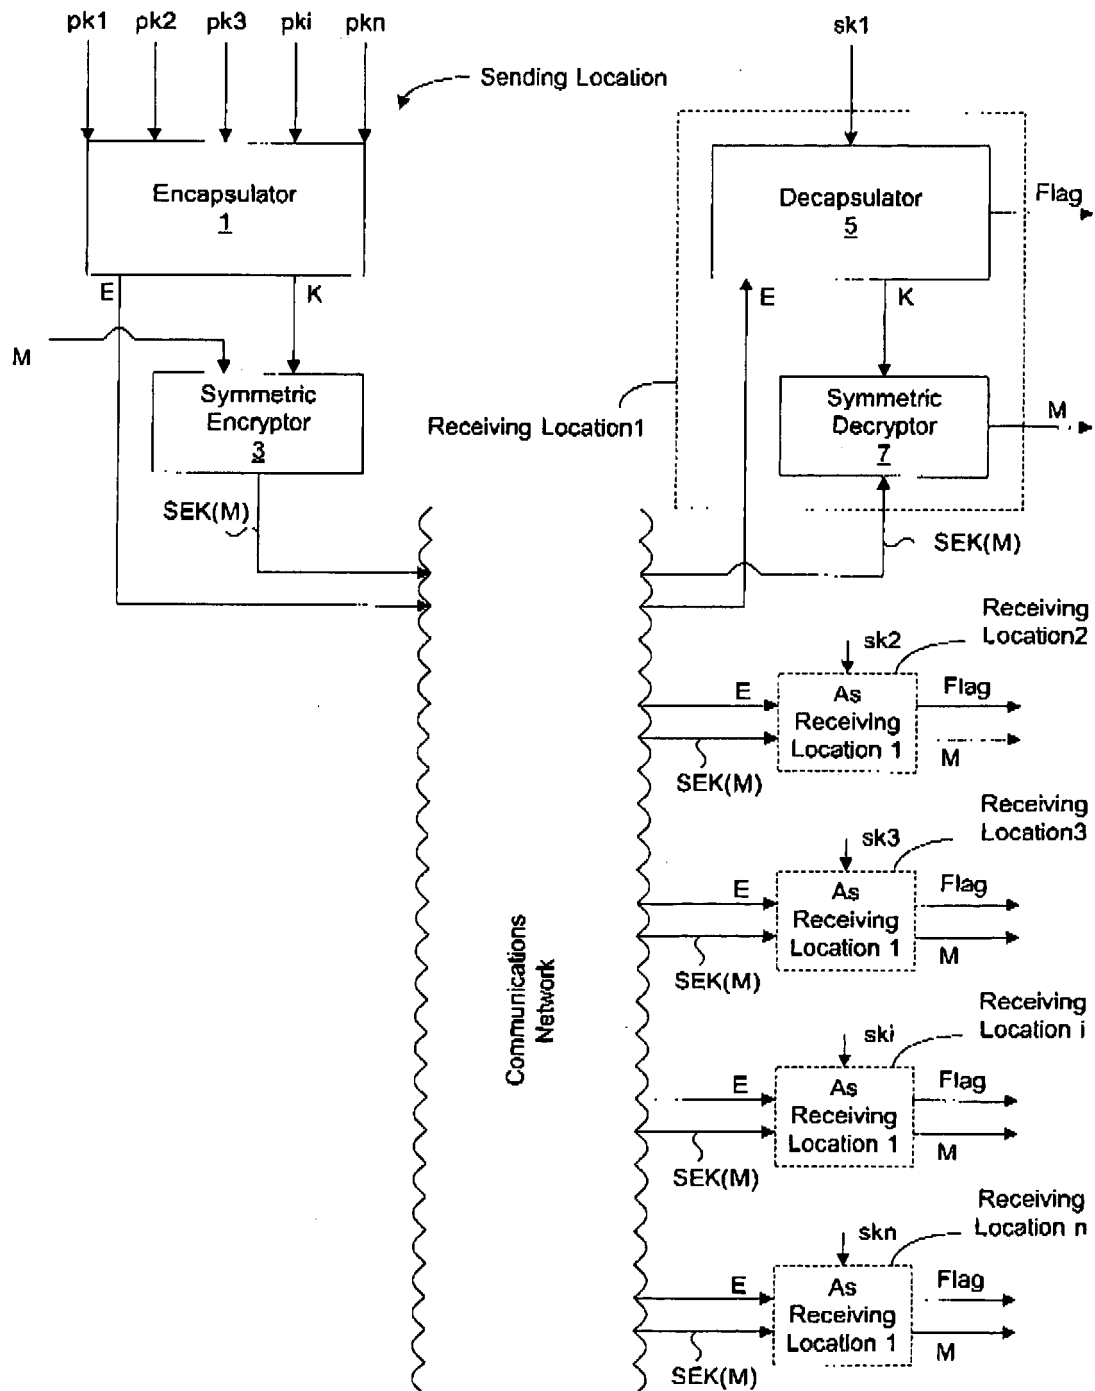 pk1 pk2 pk3 pki pkn
sk1
Sending Location
Encapsulator
1
Decapsulator
5
Flag
E
K
E
K
M
Symmetric
Encryptor
3
Receiving Location1
Symmetric
Decryptor
7
M
SEK(M)
SEK(M)
Receiving
Location2
sk2
E
As
Receiving
Location 1
Flag
M
SEK(M)
Receiving
Location3
sk3
E
As
Receiving
Location 1
Flag
M
SEK(M)
Communications
Network
Receiving
Location i
ski
E
As
Receiving
Location 1
Flag
M
SEK(M)
Receiving
Location n
skn
E
As
Receiving
Location 1
Flag
M
SEK(M)